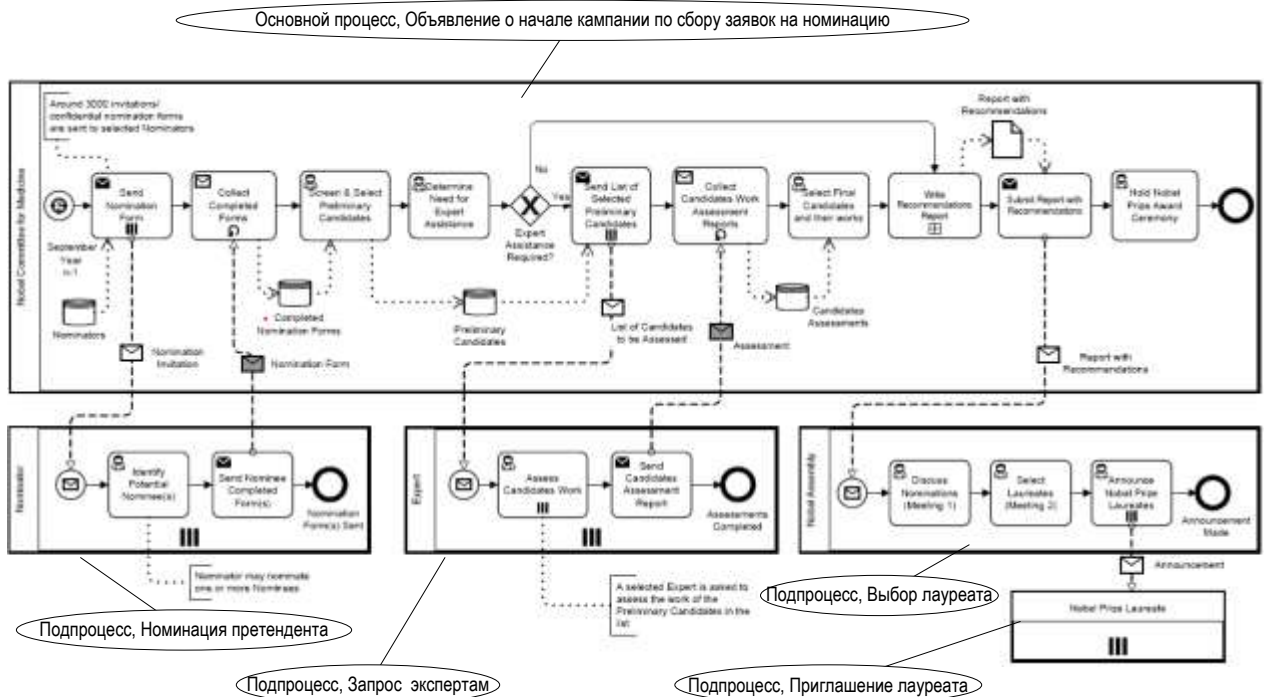 Основной процесс, Объявление о начале кампании по сбору заявок на номинацию
Nobel Committee for Medicine
Around 3000 invitations/
confidential nomination forms
are sent to selected Nominators
Send
Nomination
Form
Collect
Completed
Forms
Screen & Select
Preliminary
Candidates
Determine
Need for
Expert
Assistance
No
Yes
Expert
Assistance
Required?
Send List of
Selected
Preliminary
Candidates
Collect
Candidates Work
Assessment
Reports
Select Final
Candidates
and their works
Write
Recommendations
Report
Report with
Recommendations
Submit Report with
Recommendations
Hold Nobel
Prize Award
Ceremony
September
Year
n-1
Nominators
Nomination
Invitation
Completed
Nomination Forms
Nomination Form
Preliminary
Candidates
List of Candidates
to be Assessed
Assessment
Candidates
Assessments
Report with
Recommendations
Nominator
Identify
Potential
Nominee(s)
Send Nominee
Completed
Form(s)
Nomination
Form(s) Sent
Nominator may nominate
one or more Nominees
Expert
Assess
Candidates Work
Send
Candidates
Assessment
Report
Assessments
Completed
A selected Expert is asked to
assess the work of the
Preliminary Candidates in the
list
Nobel Assembly
Discuss
Nominations
(Meeting 1)
Select
Laureates
(Meeting 2)
Announce
Nobel Prize
Laureates
Announcement
Made
Announcement
Nobel Prize Laureate
Подпроцесс, Номинация претендента
Подпроцесс, Запрос экспертам
Подпроцесс, Выбор лауреата
Подпроцесс, Приглашение лауреата